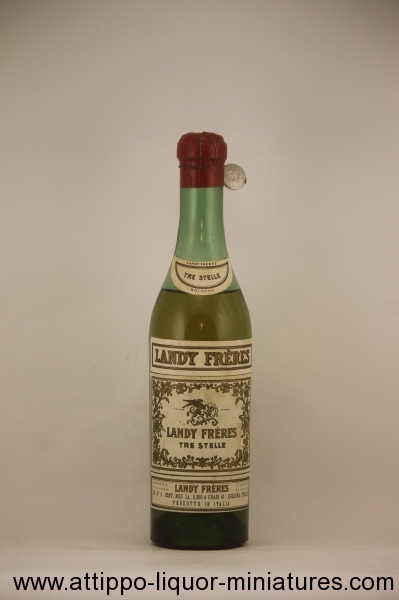 LANDY FRÈRES
TRE STELLE
BOLOGNA
LANDY FRÈRES
LANDY FRÈRES
TRE STELLE
LANDY FRÈRES
PRODOTTO IN ITALIA
www.attippo-liquor-miniatures.com